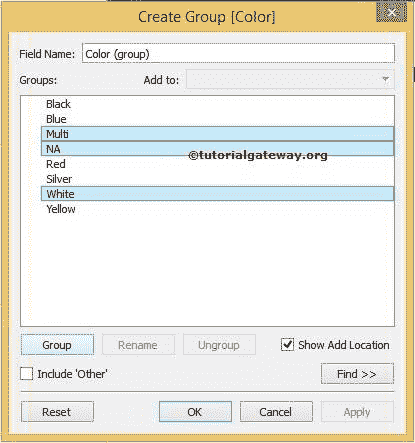 Create Group [Color]
Field Name: Color (group)
Groups: Add to:
Black
Blue
Multi
NA
©tutorialgateway.org
Red
Silver
White
Yellow
Group Rename Ungroup Show Add Location
Include 'Other' Find >>
Reset OK Cancel Apply